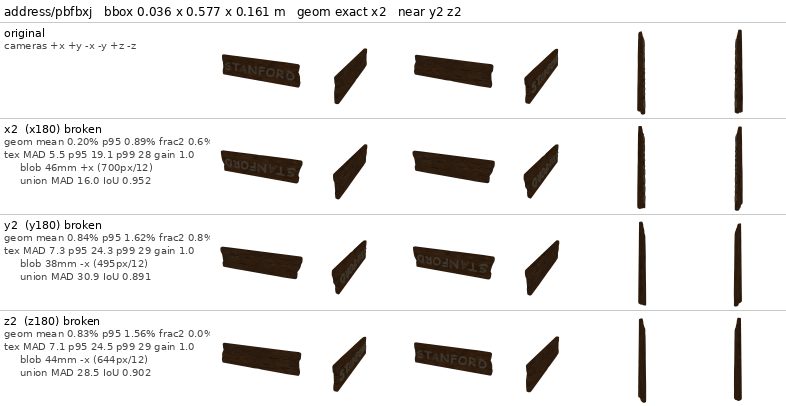 address/pbfbxj bbox 0.036 x 0.577 x 0.161 m geom exact x2 near y2 z2
original
cameras +x +y -x -y +z -z
STANFORD
x2 (x180) broken
geom mean 0.20% p95 0.89% frac2 0.6%
tex MAD 5.5 p95 19.1 p99 28 gain 1.0
blob 46mm +x (700px/12)
union MAD 16.0 IoU 0.952
STANFORD
y2 (y180) broken
geom mean 0.84% p95 1.62% frac2 0.8%
tex MAD 7.3 p95 24.3 p99 29 gain 1.0
blob 38mm -x (495px/12)
union MAD 30.9 IoU 0.891
STANFORD
z2 (z180) broken
geom mean 0.83% p95 1.56% frac2 0.0%
tex MAD 7.1 p95 24.5 p99 29 gain 1.0
blob 44mm -x (644px/12)
union MAD 28.5 IoU 0.902
STANFORD